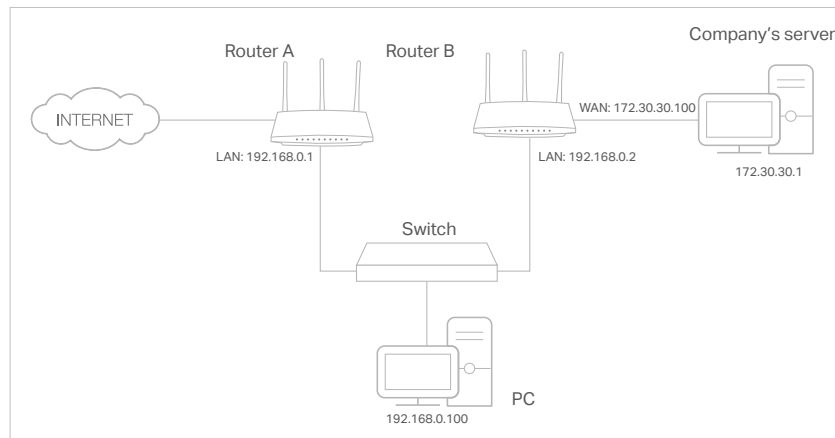 Company's server
Router A
Router B
INTERNET
WAN: 172.30.30.100
LAN: 192.168.0.1
LAN: 192.168.0.2
172.30.30.1
Switch
PC
192.168.0.100